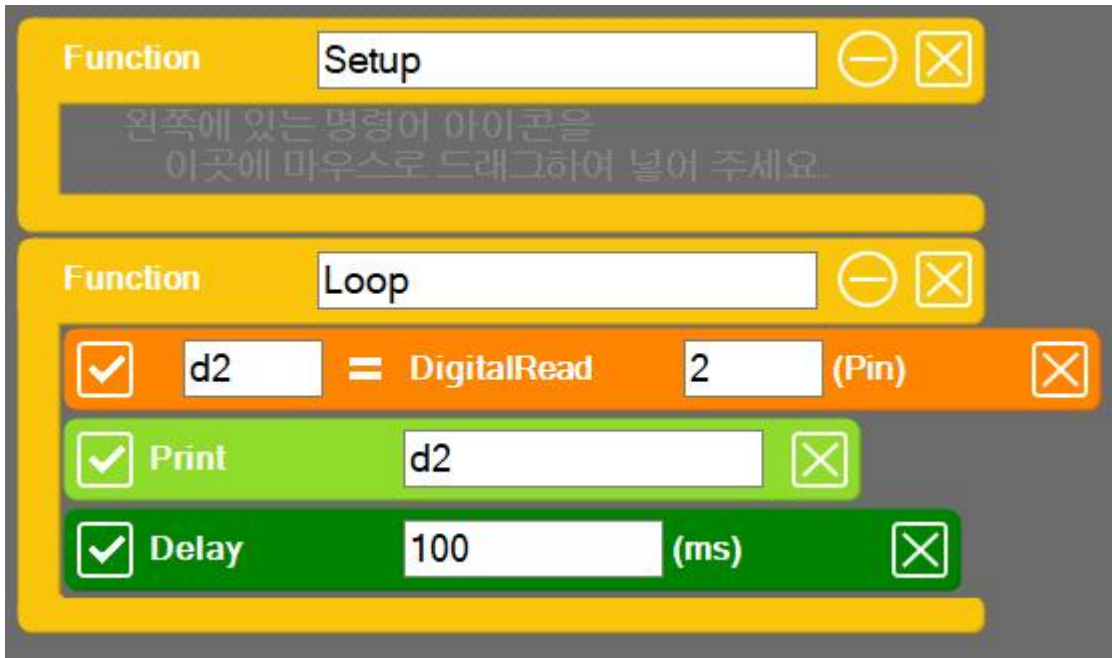 Function Setup
왼쪽에 있는 명령어 아이콘을
이곳에 마우스로 드래그하여 넣어 주세요.
Function Loop
d2 = DigitalRead 2 (Pin)
Print d2
Delay 100 (ms)